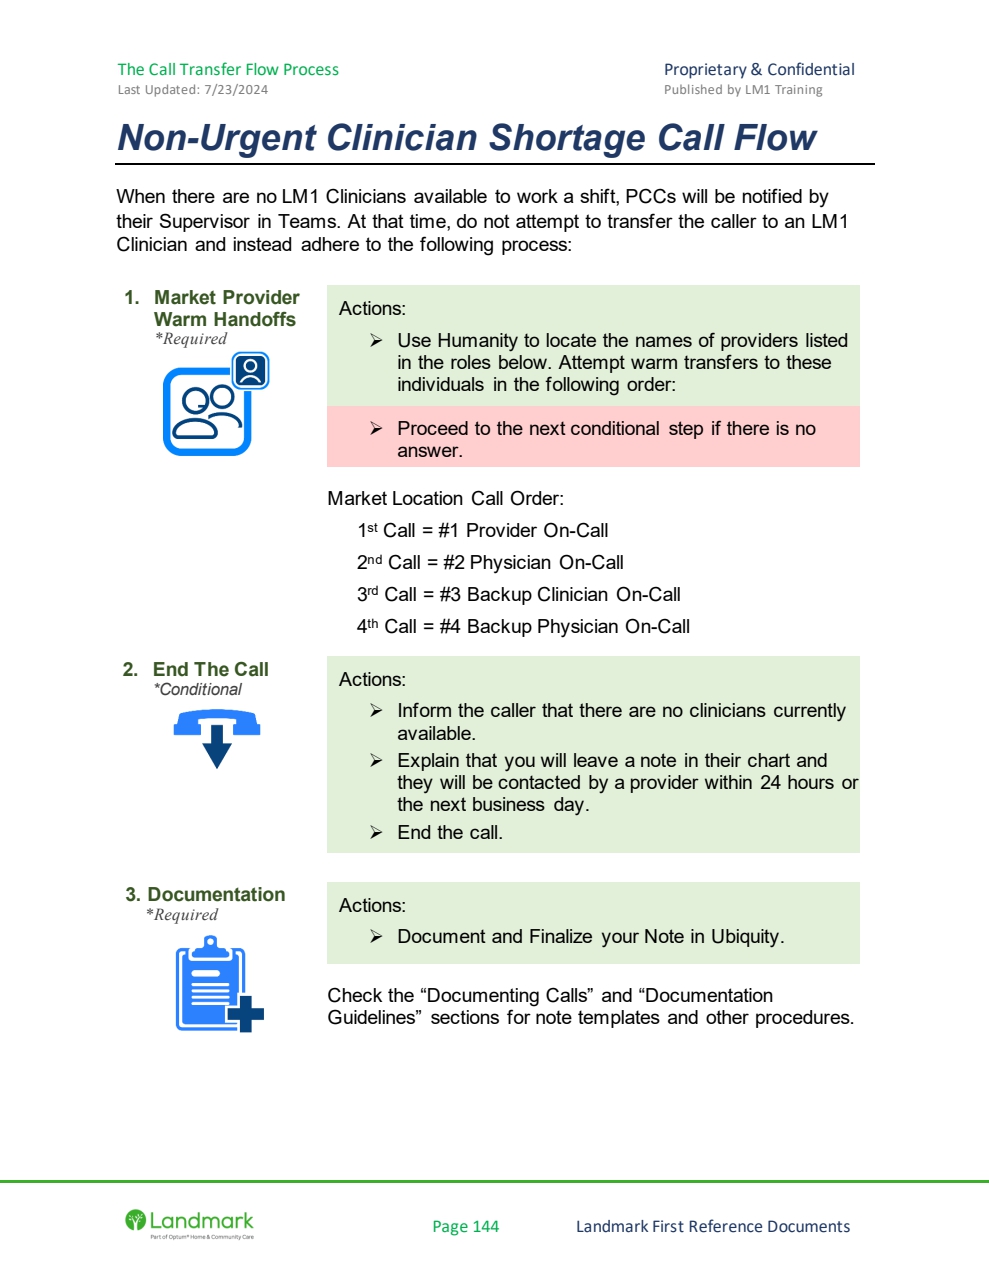 The Call Transfer Flow Process
Proprietary & Confidential
Last Updated: 7/23/2024
Published by LM1 Training
Non-Urgent Clinician Shortage Call Flow
When there are no LM1 Clinicians available to work a shift, PCCs will be notified by
their Supervisor in Teams. At that time, do not attempt to transfer the caller to an LM1
Clinician and instead adhere to the following process:
1. Market Provider
Warm Handoffs
*Required
Actions:
➢ Use Humanity to locate the names of providers listed
in the roles below. Attempt warm transfers to these
individuals in the following order:
➢ Proceed to the next conditional step if there is no
answer.
Market Location Call Order:
1st Call = #1 Provider On-Call
2nd Call = #2 Physician On-Call
3rd Call = #3 Backup Clinician On-Call
4th Call = #4 Backup Physician On-Call
2. End The Call
*Conditional
Actions:
➢ Inform the caller that there are no clinicians currently
available.
➢ Explain that you will leave a note in their chart and
they will be contacted by a provider within 24 hours or
the next business day.
➢ End the call.
3. Documentation
*Required
Actions:
➢ Document and Finalize your Note in Ubiquity.
Check the “Documenting Calls” and “Documentation
Guidelines” sections for note templates and other procedures.
Landmark
Part of Optum® Home & Community Care
Page 144
Landmark First Reference Documents